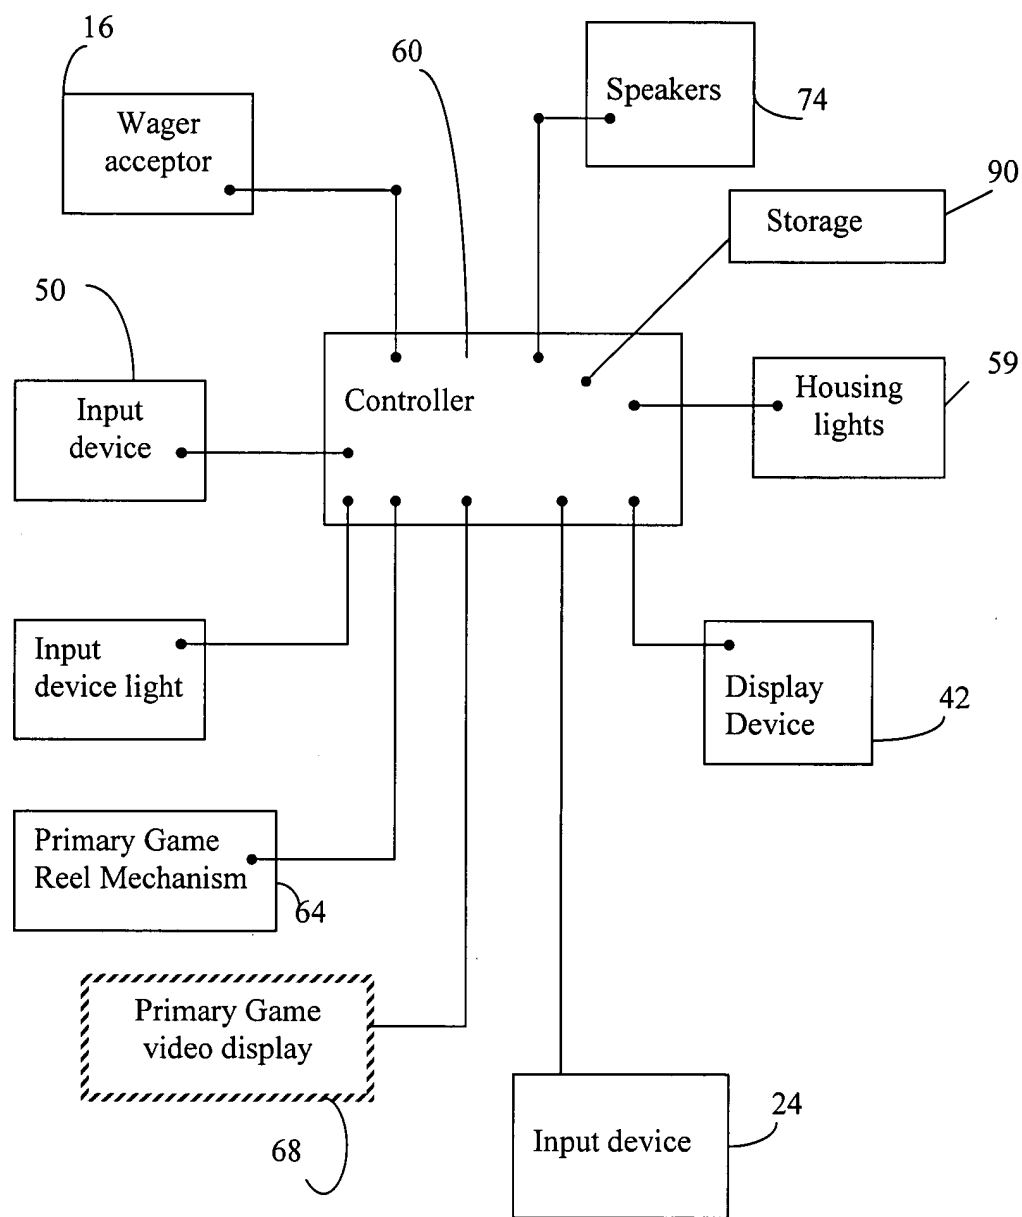 16
60
Speakers
74
Wager
acceptor
90
Storage
50
59
Housing
lights
Controller
Input
device
Input
device light
Display
Device
42
Primary Game
Reel Mechanism
64
Primary Game
video display
68
24
Input device